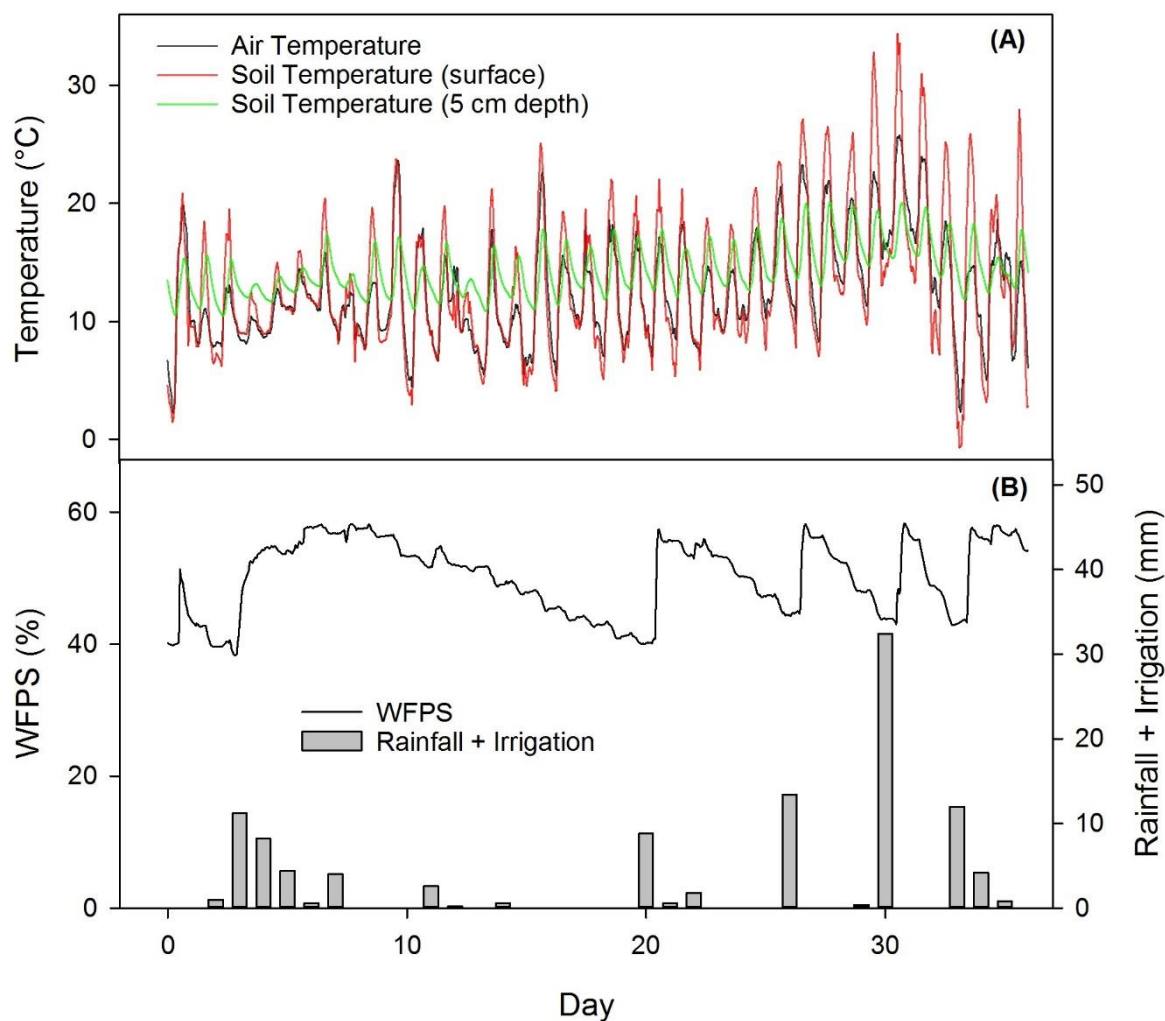 (A)
Air Temperature
Soil Temperature (surface)
Soil Temperature (5 cm depth)
Temperature (°C)
30
20
10
0
(B)
WFPS (%)
60
40
20
0
WFPS
Rainfall + Irrigation
Rainfall + Irrigation (mm)
50
40
30
20
10
0
0 10 20 30
Day